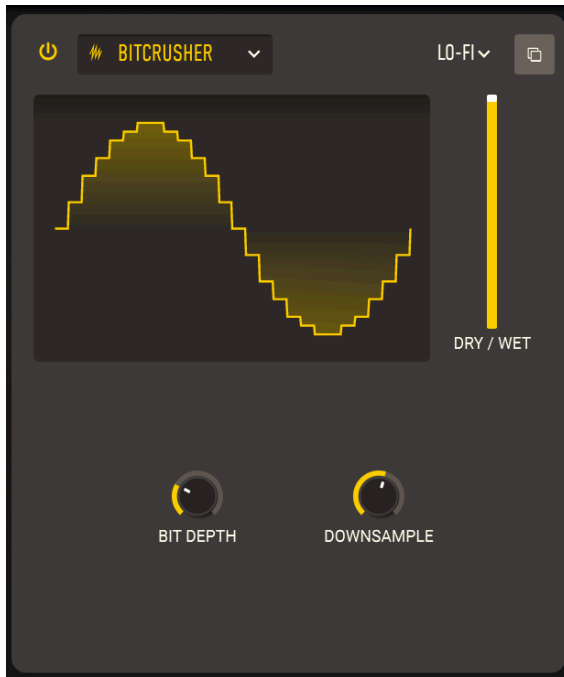 BITCRUSHER
LO-FI
DRY / WET
BIT DEPTH
DOWNSAMPLE